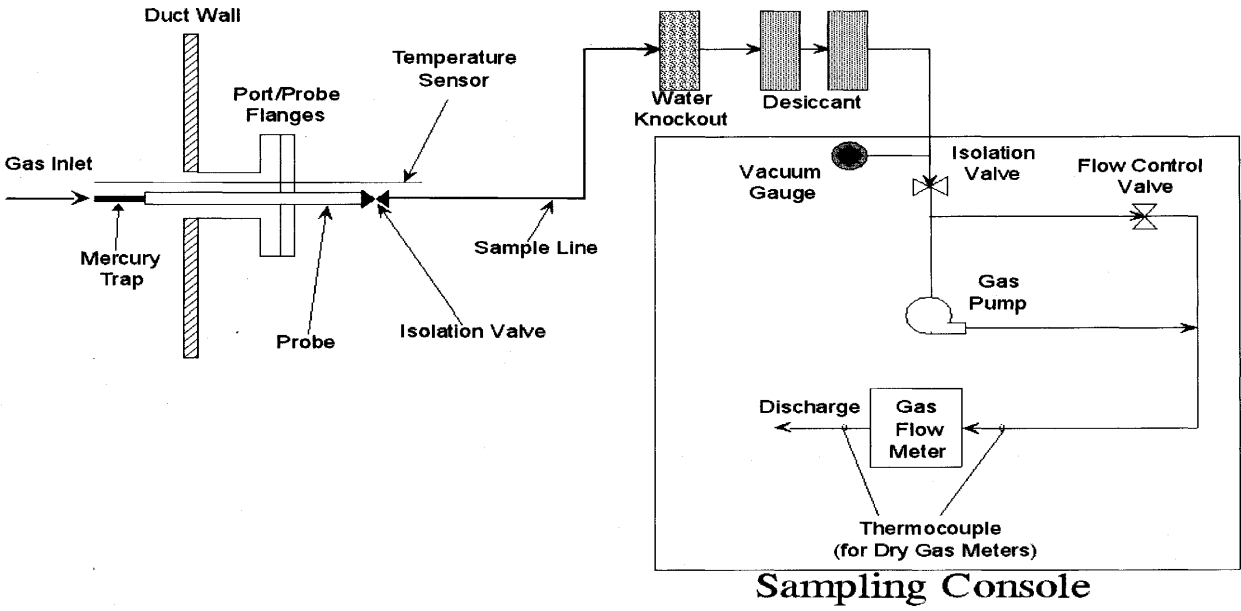 Duct Wall
Temperature
Sensor
Port/Probe
Flanges
Gas Inlet
Mercury
Trap
Probe
Isolation Valve
Sample Line
Water
Knockout
Desiccant
Vacuum
Gauge
Isolation
Valve
Flow Control
Valve
Gas
Pump
Discharge
Gas
Flow
Meter
Thermocouple
(for Dry Gas Meters)
Sampling Console